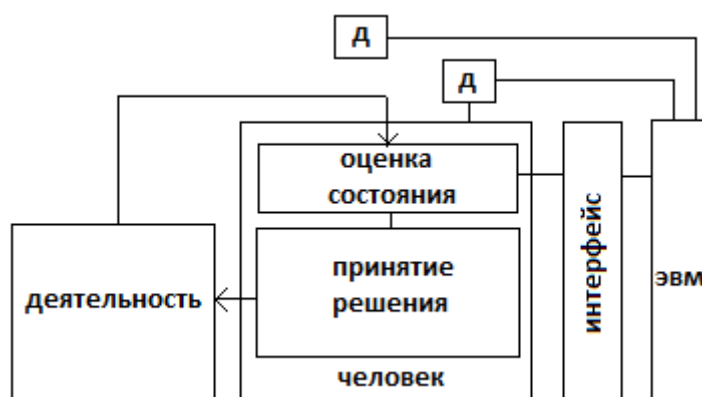 Д
Д
оценка
состояния
принятие
решения
человек
деятельность
интерфейс
эвм